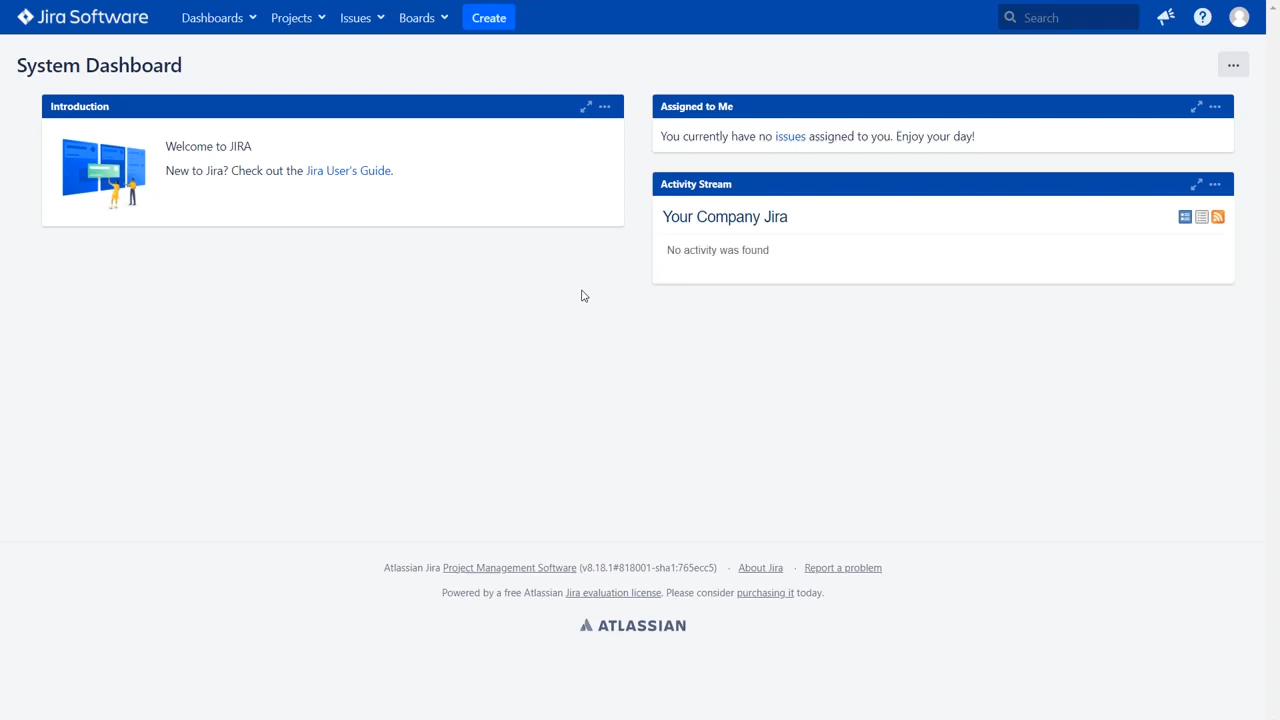 Jira Software Dashboards Projects Issues Boards Create Search
System Dashboard
Introduction
Welcome to JIRA
New to Jira? Check out the Jira User's Guide.
Assigned to Me
You currently have no issues assigned to you. Enjoy your day!
Activity Stream
Your Company Jira
No activity was found
Atlassian Jira Project Management Software (v8.18.1#818001-sha1:765ecc5) · About Jira · Report a problem
Powered by a free Atlassian Jira evaluation license. Please consider purchasing it today.
ATLASSIAN